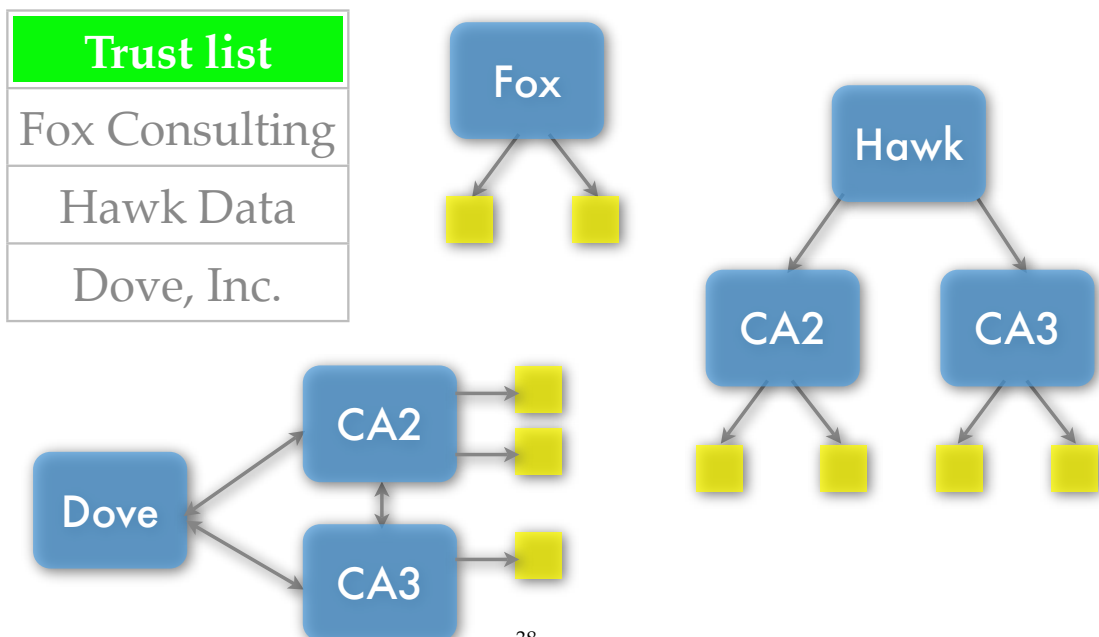 Trust list
Fox Consulting
Hawk Data
Dove, Inc.
Fox
Hawk
CA2
CA3
CA2
Dove
CA3